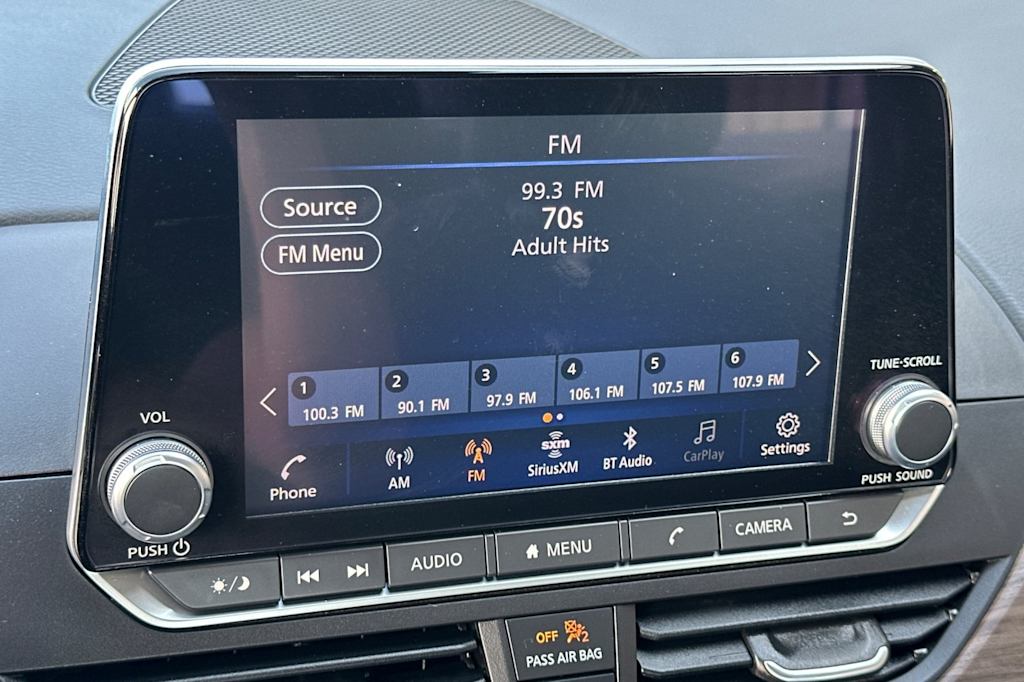 FM
99.3 FM
70s
Adult Hits
Source
FM Menu
1
100.3 FM
2
90.1 FM
3
97.9 FM
4
106.1 FM
5
107.5 FM
6
107.9 FM
Phone
AM
A
FM
sxm
SiriusXM
BT Audio
CarPlay
Settings
VOL
PUSH
TUNE·SCROLL
PUSH SOUND
AUDIO
MENU
CAMERA
OFF
2
PASS AIR BAG